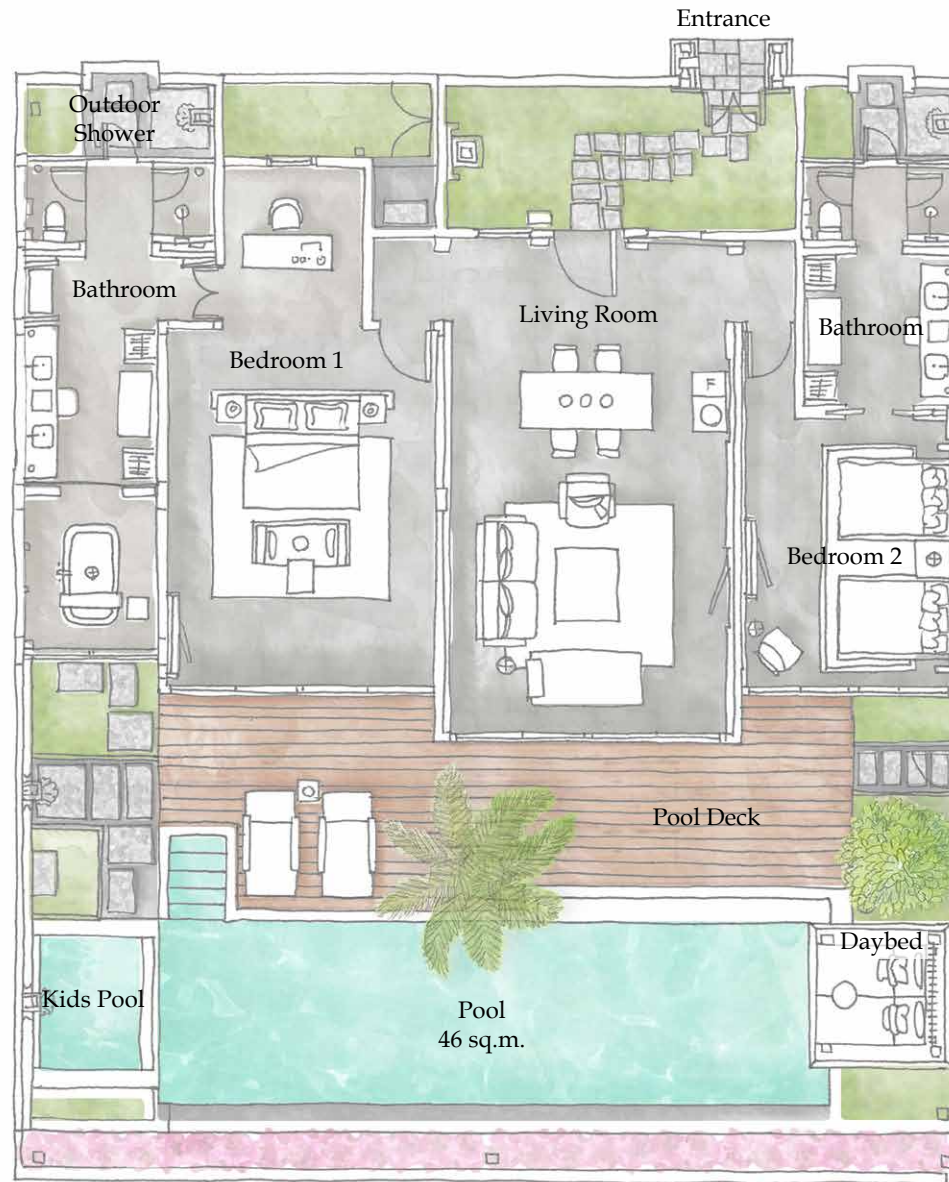 Entrance
Outdoor
Shower
Bathroom
Living Room
Bathroom
Bedroom 1
F
Bedroom 2
Pool Deck
Daybed
Kids Pool
Pool
46 sq.m.